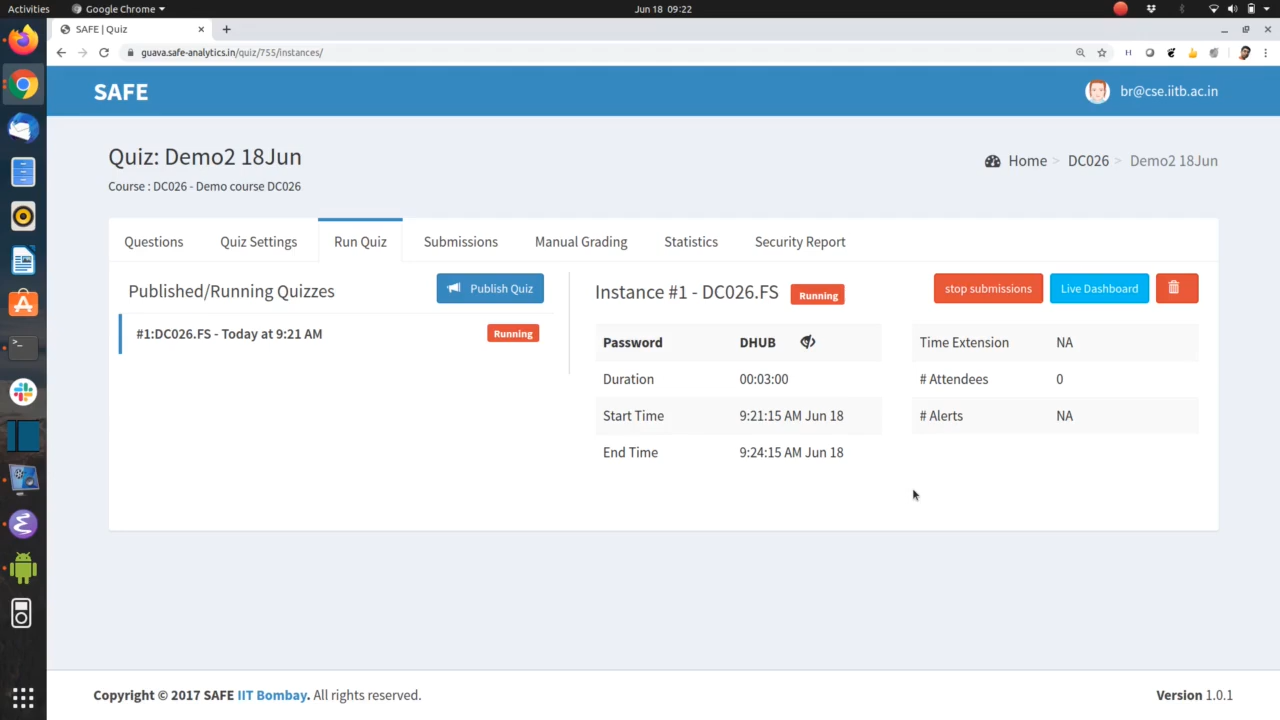 Activities
Google Chrome
Jun 18 09:22
SAFE | Quiz
guava.safe-analytics.in/quiz/755/instances/
SAFE
br@cse.iitb.ac.in
Quiz: Demo2 18Jun
Home > DC026 > Demo2 18Jun
Course : DC026 - Demo course DC026
Questions
Quiz Settings
Run Quiz
Submissions
Manual Grading
Statistics
Security Report
Published/Running Quizzes
Publish Quiz
#1:DC026.FS - Today at 9:21 AM
Running
Instance #1 - DC026.FS
Running
stop submissions
Live Dashboard
Password DHUB
Duration 00:03:00
Start Time 9:21:15 AM Jun 18
End Time 9:24:15 AM Jun 18
Time Extension NA
# Attendees 0
# Alerts NA
Copyright © 2017 SAFE IIT Bombay. All rights reserved.
Version 1.0.1